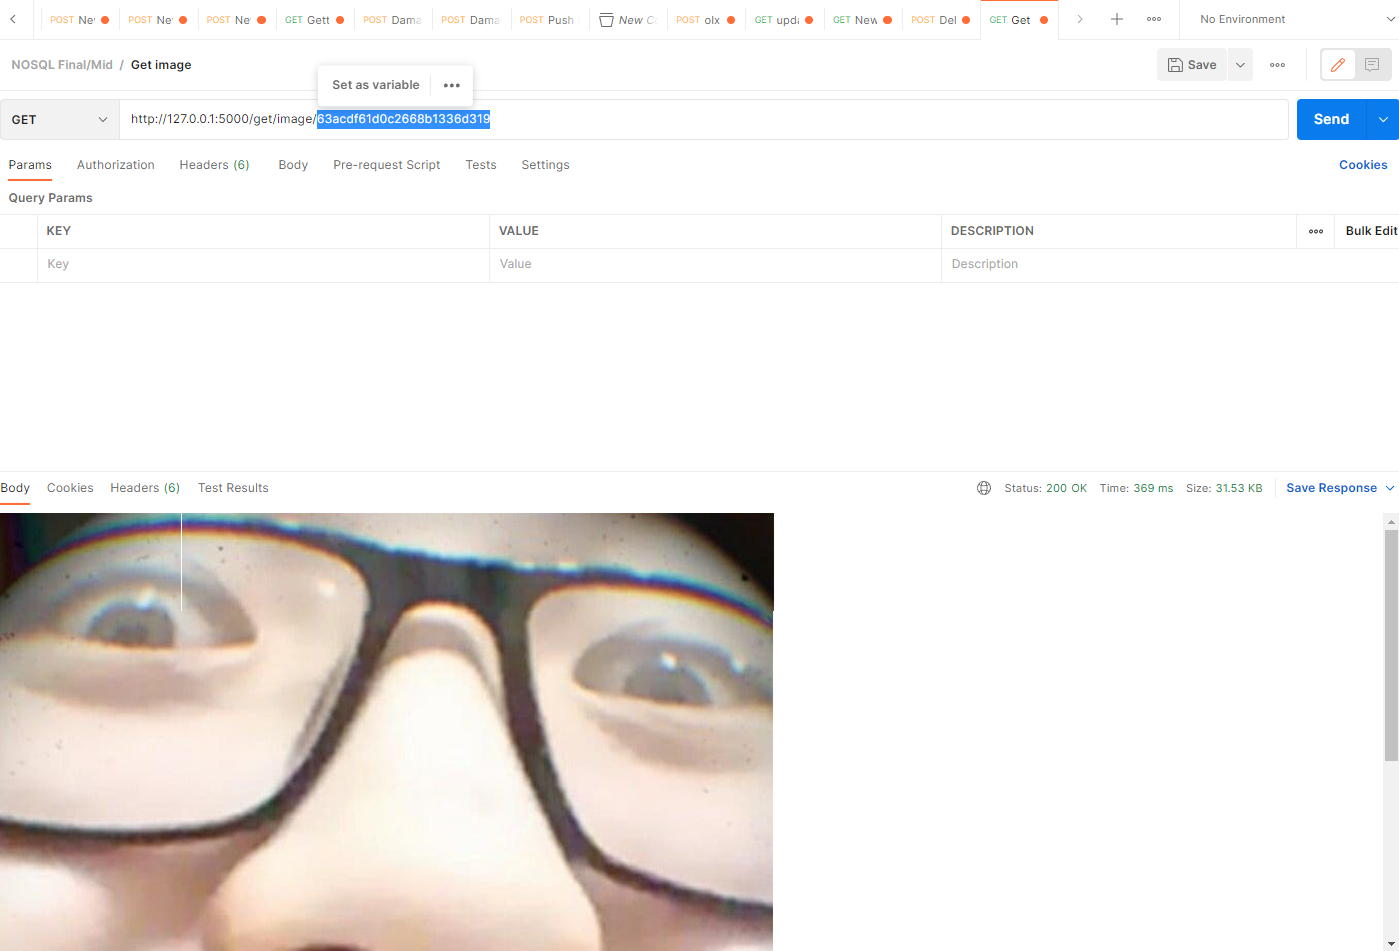 POST Ne POST Ne POST Ne GET Gett POST Dama POST Dama POST Push New C POST olx GET upda GET New POST Del GET Get No Environment
NOSQL Final/Mid / Get image Save
Set as variable
GET http://127.0.0.1:5000/get/image/63acdf61d0c2668b1336d319 Send
Params Authorization Headers (6) Body Pre-request Script Tests Settings Cookies
Query Params
KEY VALUE DESCRIPTION Bulk Edit
Key Value Description
Body Cookies Headers (6) Test Results Status: 200 OK Time: 369 ms Size: 31.53 KB Save Response